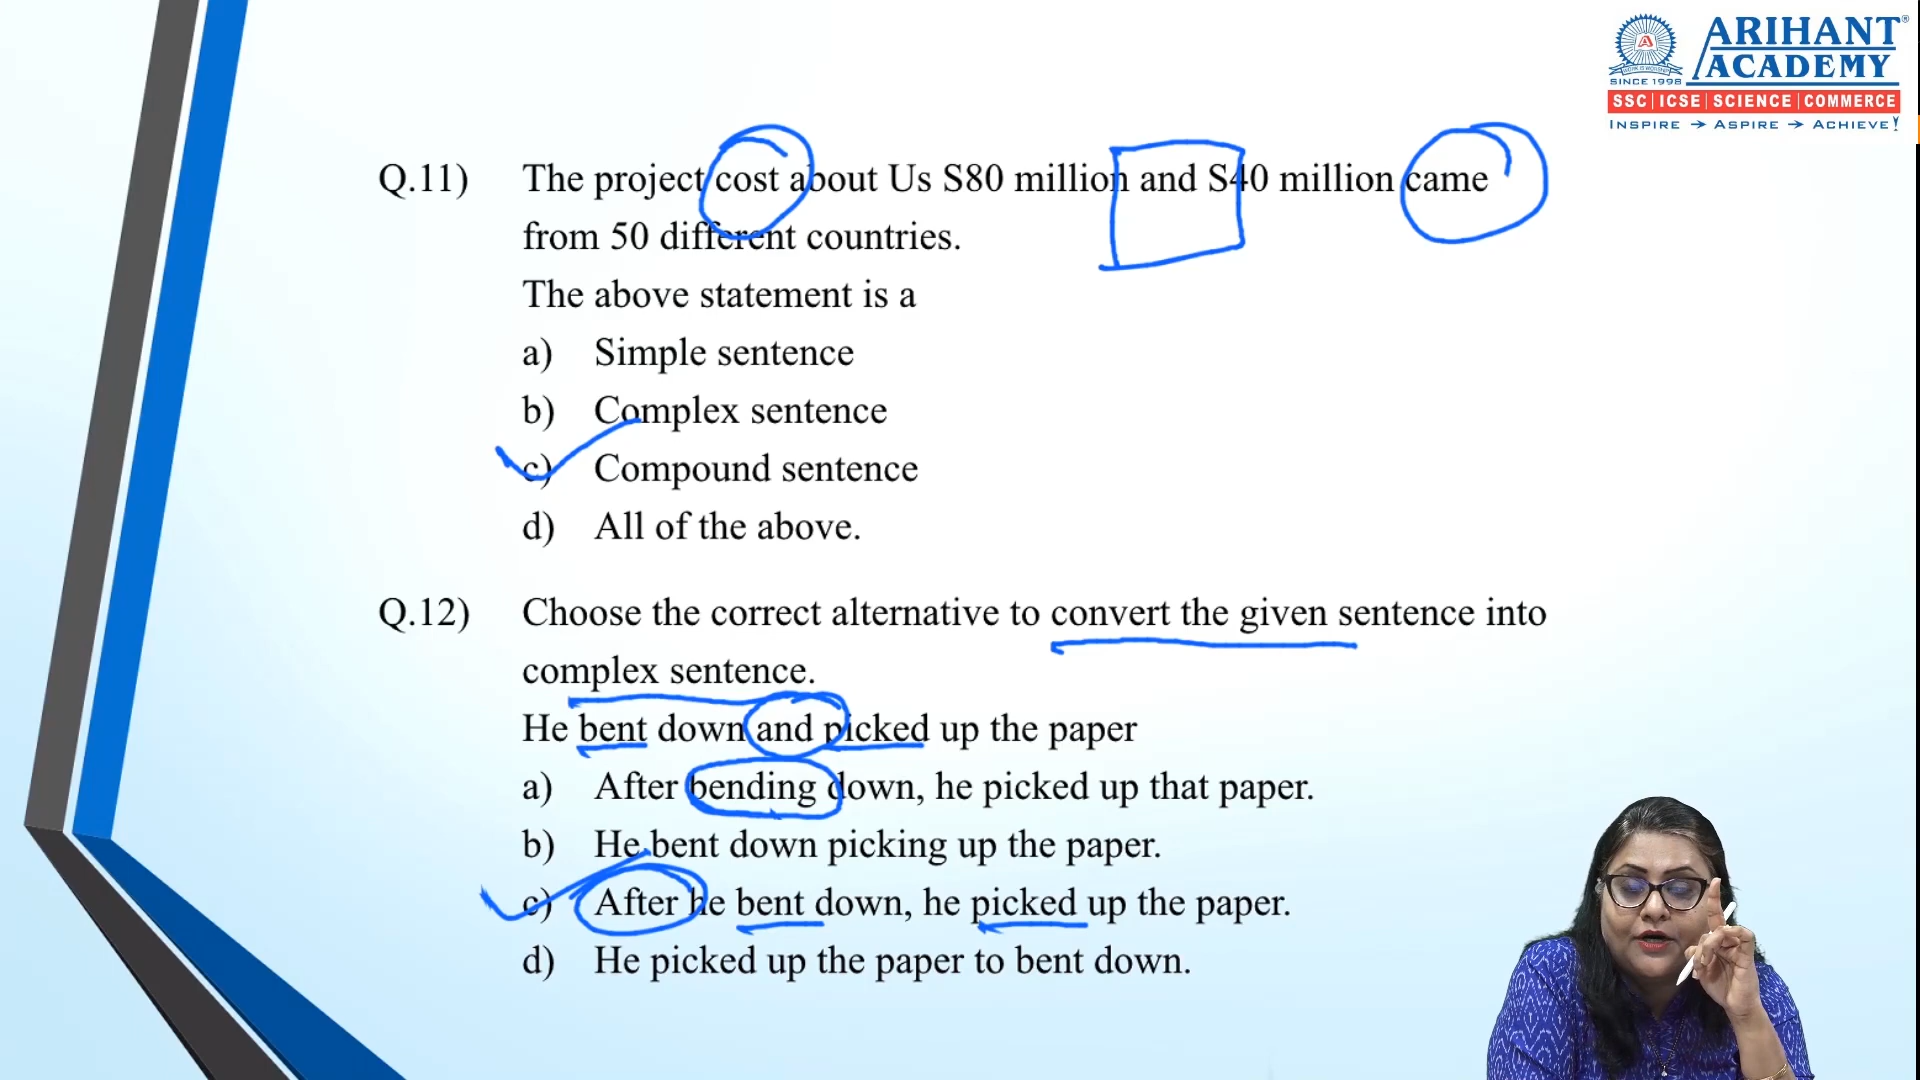 ARIHANT®
ACADEMY
SINCE 1998
SSC | ICSE | SCIENCE | COMMERCE
INSPIRE → ASPIRE → ACHIEVE!
Q.11) The project cost about Us S80 million and S40 million came
from 50 different countries.
The above statement is a
a) Simple sentence
b) Complex sentence
c) Compound sentence
d) All of the above.
Q.12) Choose the correct alternative to convert the given sentence into
complex sentence.
He bent down and picked up the paper
a) After bending down, he picked up that paper.
b) He bent down picking up the paper.
c) After he bent down, he picked up the paper.
d) He picked up the paper to bent down.